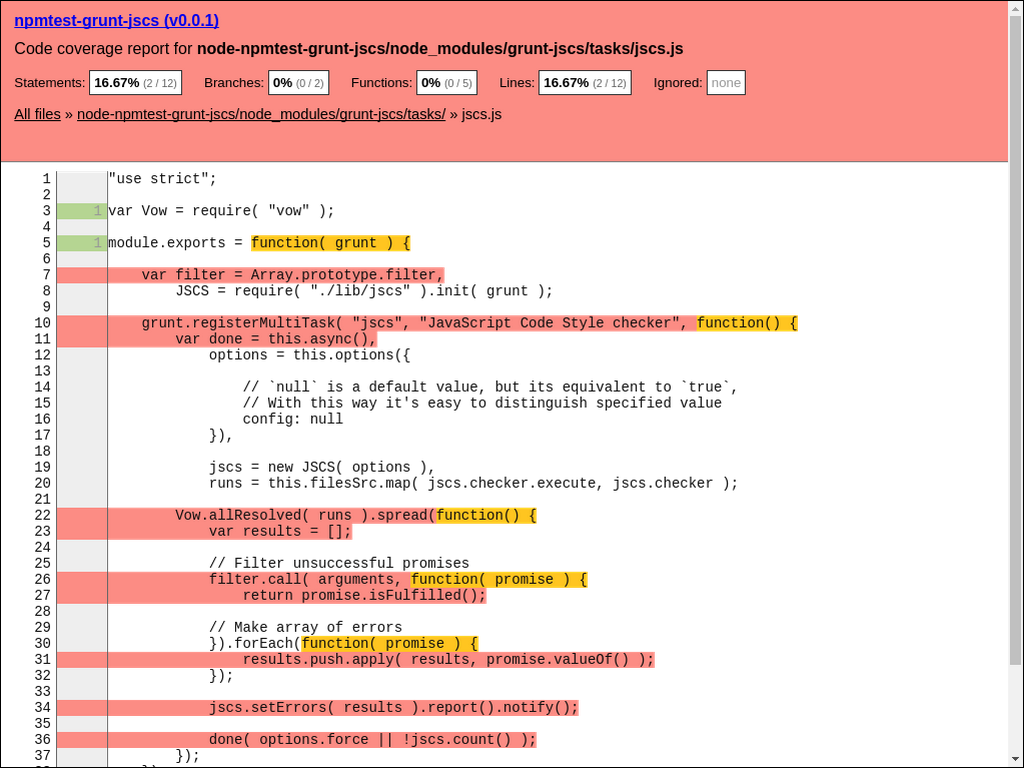 npmtest-grunt-jscs (v0.0.1)
Code coverage report for node-npmtest-grunt-jscs/node_modules/grunt-jscs/tasks/jscs.js
Statements: 16.67% (2 / 12) Branches: 0% (0 / 2) Functions: 0% (0 / 5) Lines: 16.67% (2 / 12) Ignored: none
All files » node-npmtest-grunt-jscs/node_modules/grunt-jscs/tasks/ » jscs.js
1 "use strict";
2
3 1 var Vow = require( "vow" );
4
5 1 module.exports = function( grunt ) {
6
7 var filter = Array.prototype.filter,
8 JSCS = require( "./lib/jscs" ).init( grunt );
9
10 grunt.registerMultiTask( "jscs", "JavaScript Code Style checker", function() {
11 var done = this.async(),
12 options = this.options({
13
14 // `null` is a default value, but its equivalent to `true`,
15 // With this way it's easy to distinguish specified value
16 config: null
17 }),
18
19 jscs = new JSCS( options ),
20 runs = this.filesSrc.map( jscs.checker.execute, jscs.checker );
21
22 Vow.allResolved( runs ).spread(function() {
23 var results = [];
24
25 // Filter unsuccessful promises
26 filter.call( arguments, function( promise ) {
27 return promise.isFulfilled();
28
29 // Make array of errors
30 }).forEach(function( promise ) {
31 results.push.apply( results, promise.valueOf() );
32 });
33
34 jscs.setErrors( results ).report().notify();
35
36 done( options.force || !jscs.count() );
37 });